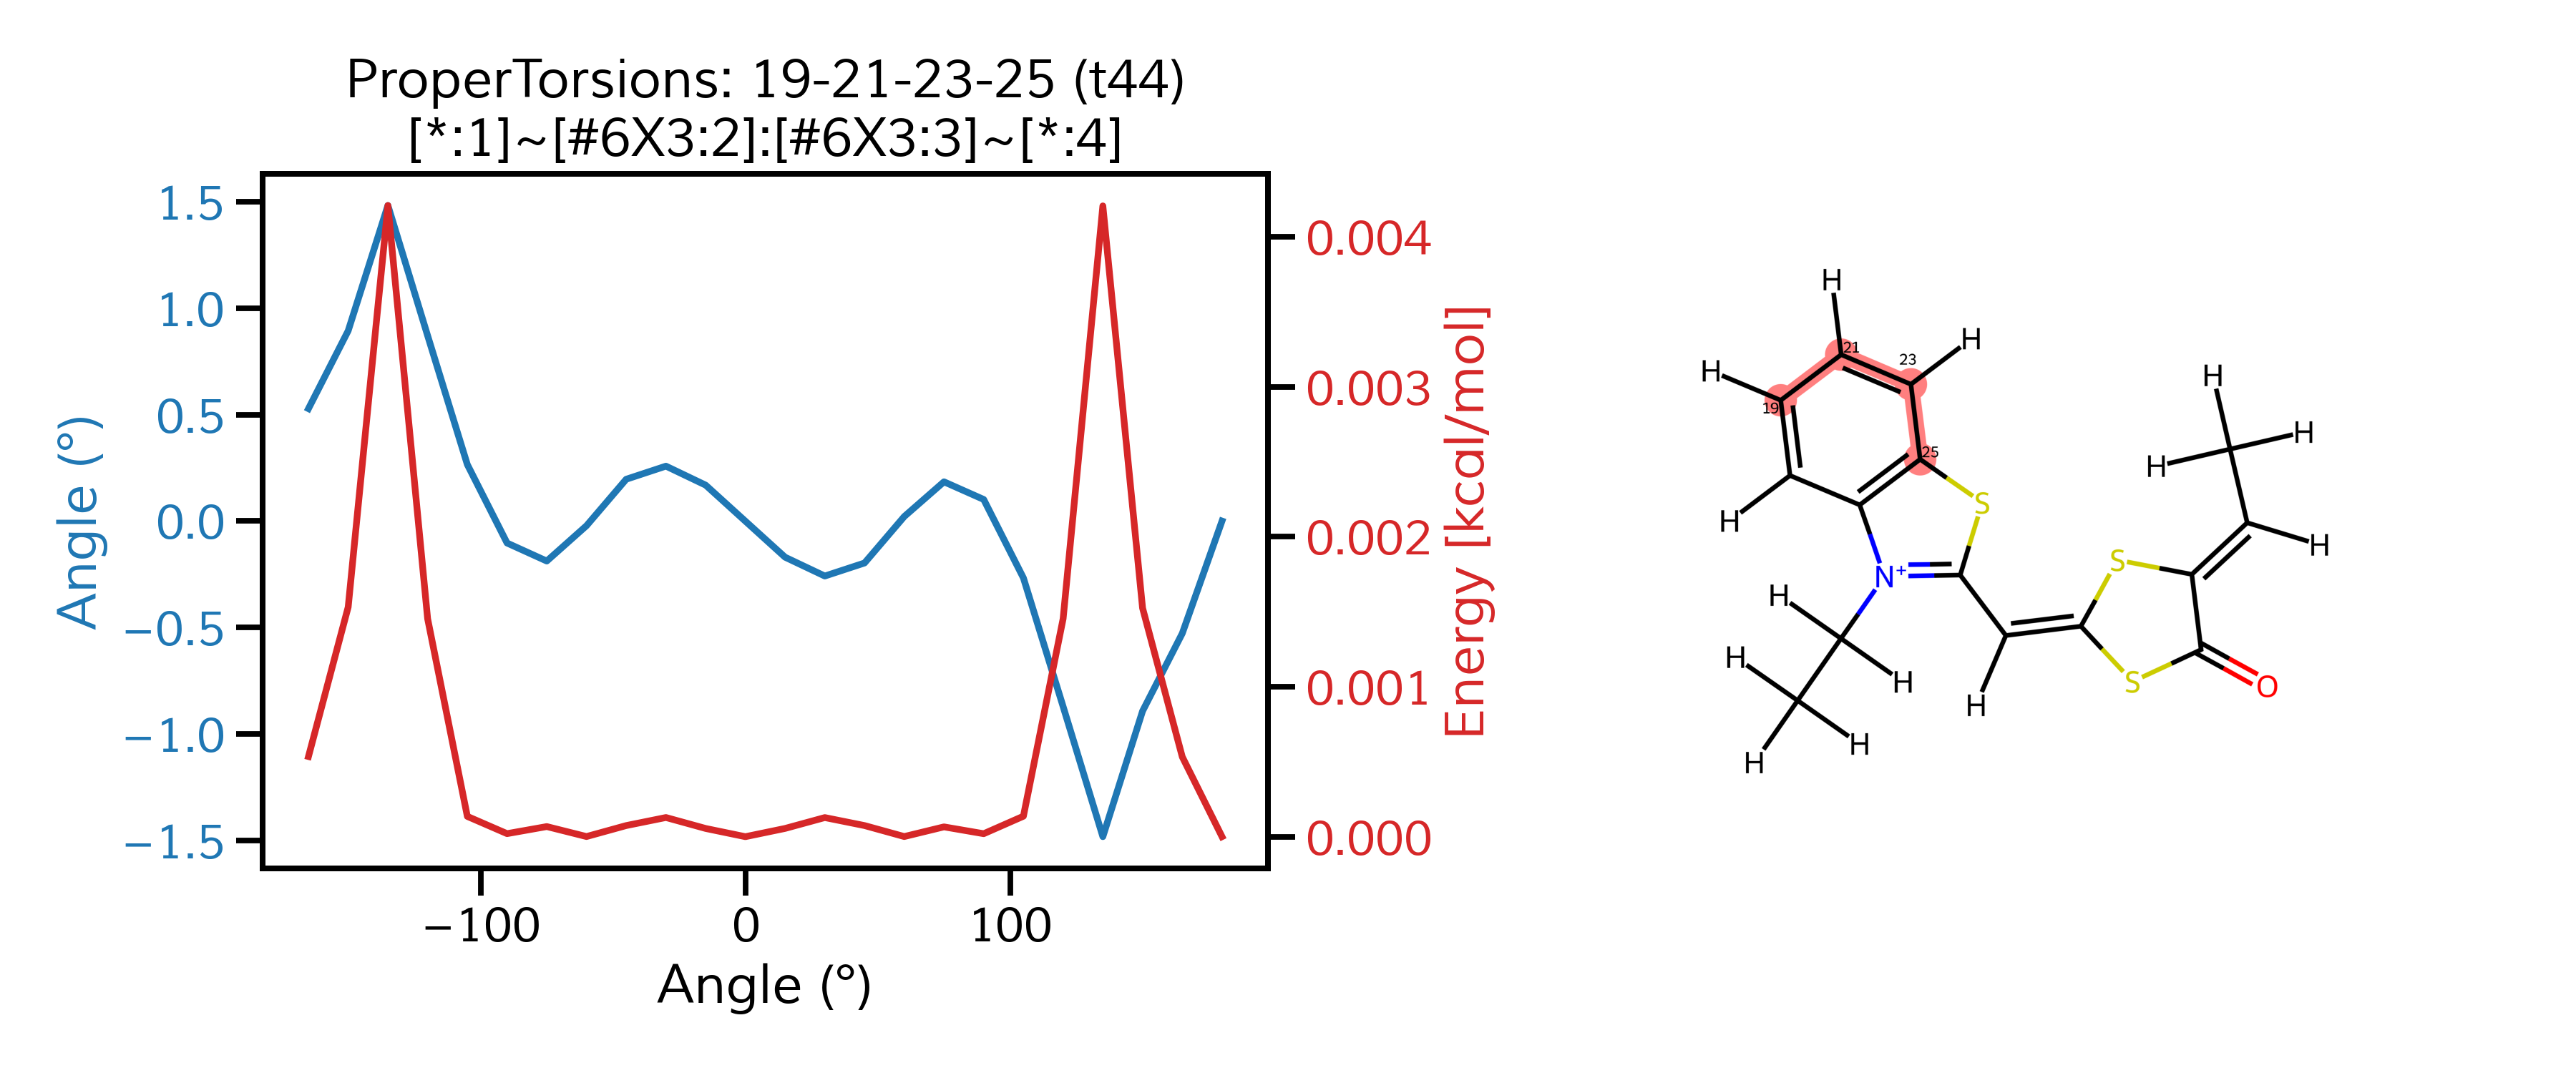 ProperTorsions: 19-21-23-25 (t44)
[*:1]~[#6X3:2]:[#6X3:3]~[*:4]
1.5
1.0
0.5
0.0
−0.5
−1.0
−1.5
Angle (°)
−100
0
100
Angle (°)
0.004
0.003
0.002
0.001
0.000
Energy [kcal/mol]
H
H
21
23
H
19
25
H
S
H
H
H
H
S
H
N+
H
H
H
S
O
H
H
H